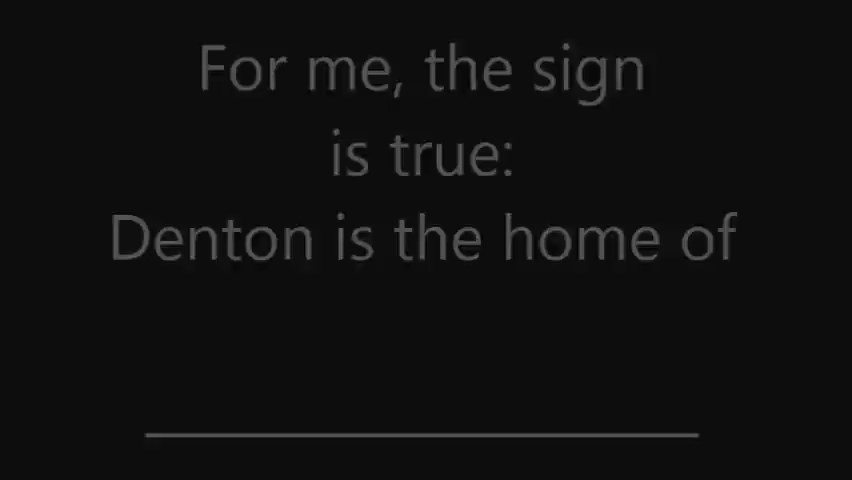 For me, the sign
is true:
Denton is the home of